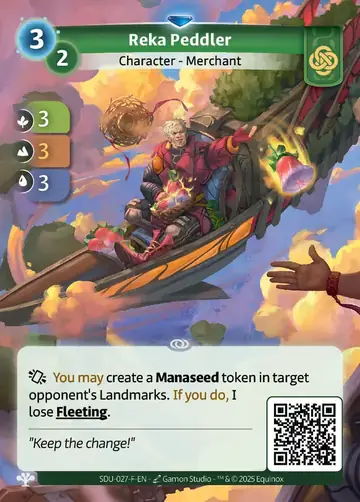 3
Reka Peddler
2
Character - Merchant
3
3
3
You may create a Manaseed token in target
opponent's Landmarks. If you do, I
lose Fleeting.
"Keep the change!"
SDU-027-F-EN - Gamon Studio - ™ & © 2025 Equinox